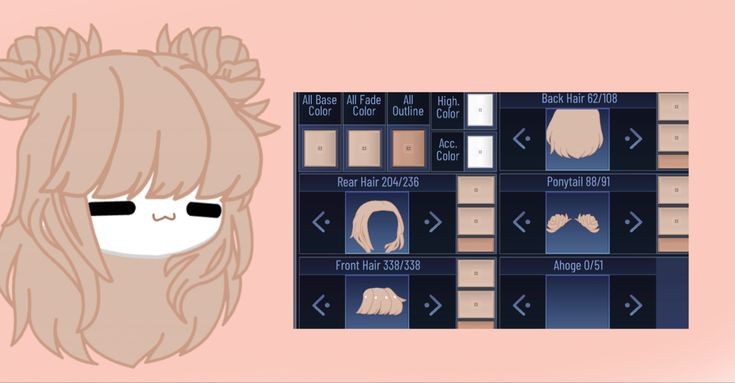 All Base
Color
All Fade
Color
All
Outline
High.
Color
Acc.
Color
Back Hair 62/108
Rear Hair 204/236
Ponytail 88/91
Front Hair 338/338
Ahoge 0/51